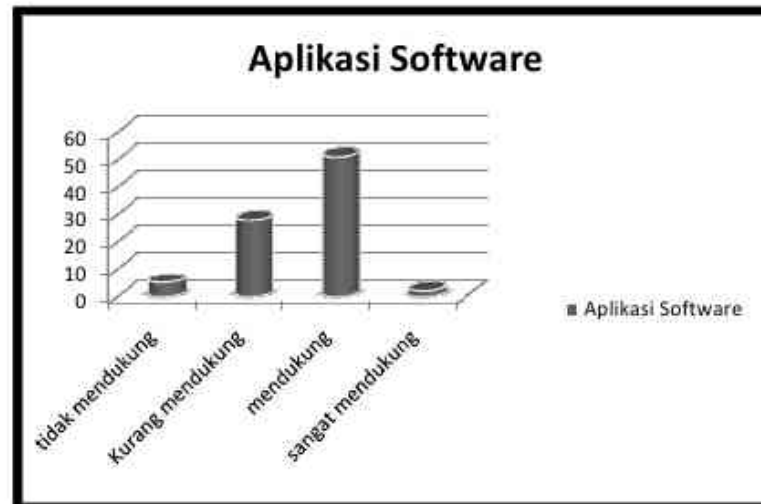 Aplikasi Software
60
50
40
30
20
10
0
tidak mendukung
Kurang mendukung
mendukung
sangat mendukung
Aplikasi Software